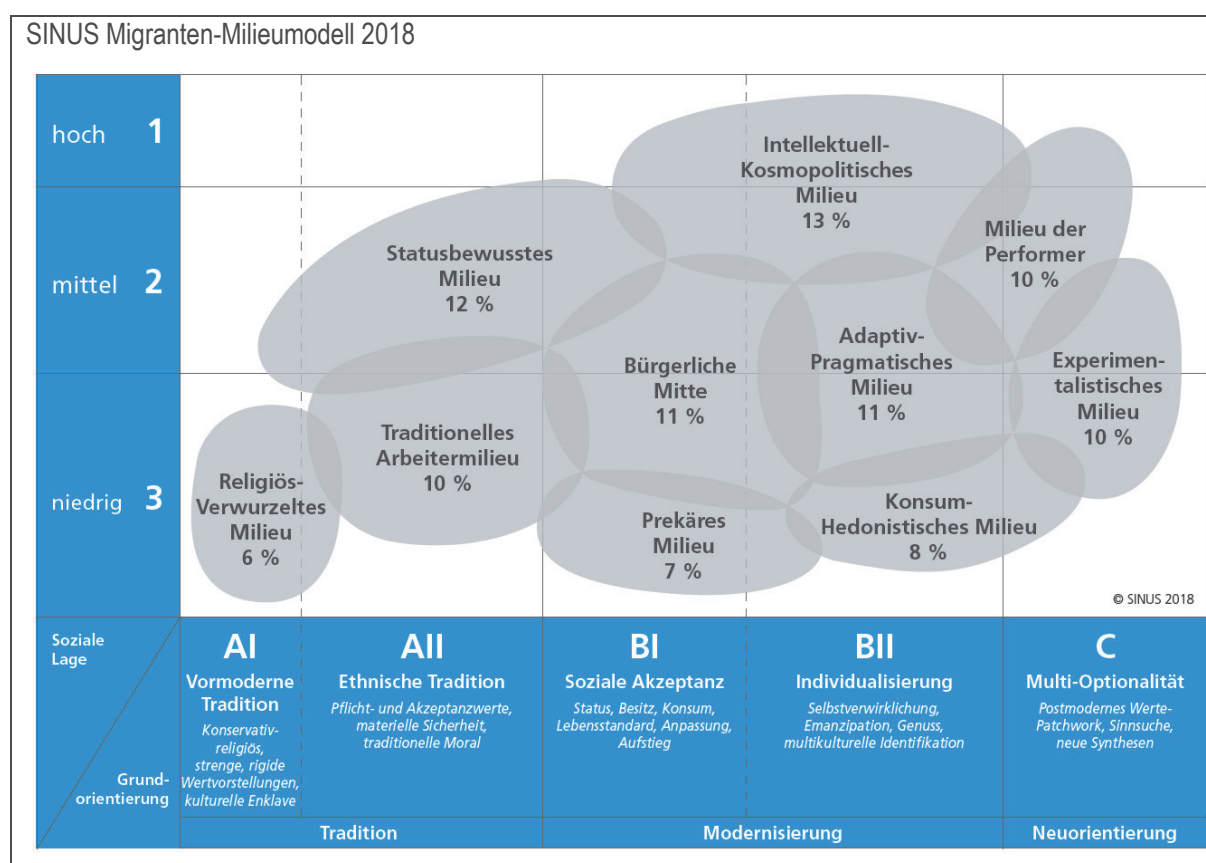 SINUS Migranten-Milieumodell 2018
hoch 1
mittel 2
niedrig 3
Intellektuell-
Kosmopolitisches
Milieu
13 %
Statusbewusstes
Milieu
12 %
Milieu der
Performer
10 %
Bürgerliche
Mitte
11 %
Adaptiv-
Pragmatisches
Milieu
11 %
Experimen-
talistisches
Milieu
10 %
Traditionelles
Arbeitermilieu
10 %
Religiös-
Verwurzeltes
Milieu
6 %
Prekäres
Milieu
7 %
Konsum-
Hedonistisches Milieu
8 %
© SINUS 2018
Soziale
Lage
Grund-
orientierung
AI
Vormoderne
Tradition
Konservativ-
religiös,
strenge, rigide
Wertvorstellungen,
kulturelle Enklave
AII
Ethnische Tradition
Pflicht- und Akzeptanzwerte,
materielle Sicherheit,
traditionelle Moral
BI
Soziale Akzeptanz
Status, Besitz, Konsum,
Lebensstandard, Anpassung,
Aufstieg
BII
Individualisierung
Selbstverwirklichung,
Emanzipation, Genuss,
multikulturelle Identifikation
C
Multi-Optionalität
Postmodernes Werte-
Patchwork, Sinnsuche,
neue Synthesen
Tradition
Modernisierung
Neuorientierung